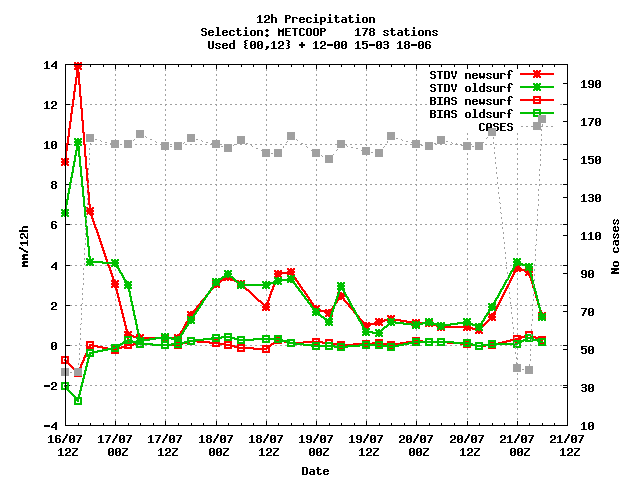 12h Precipitation
Selection: METCOOP 178 stations
Used {00,12} + 12-00 15-03 18-06
STDV newsurf
STDV oldsurf
BIAS newsurf
BIAS oldsurf
CASES
14
12
10
8
6
4
2
0
-2
-4
mm/12h
190
170
150
130
110
90
70
50
30
10
No cases
16/07 17/07 17/07 18/07 18/07 19/07 19/07 20/07 20/07 21/07 21/07
12Z 00Z 12Z 00Z 12Z 00Z 12Z 00Z 12Z 00Z 12Z
Date